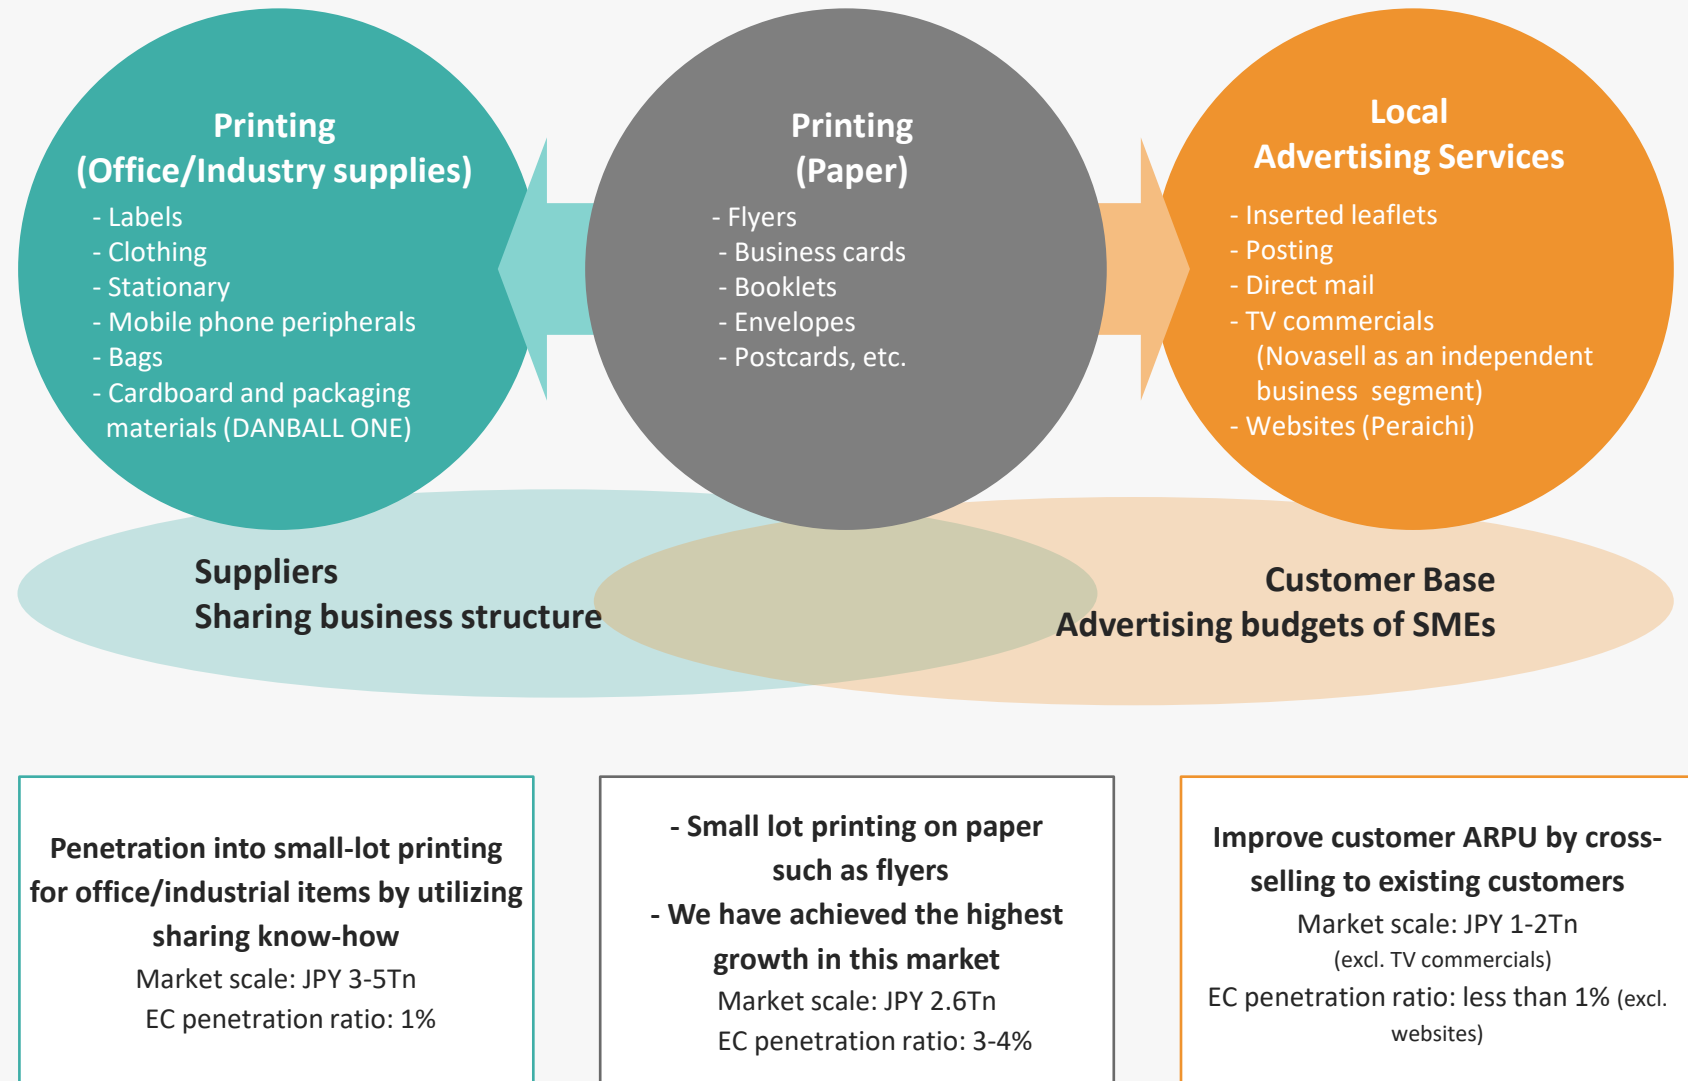 Printing
(Office/Industry supplies)
- Labels
- Clothing
- Stationary
- Mobile phone peripherals
- Bags
- Cardboard and packaging
materials (DANBALL ONE)
Printing
(Paper)
- Flyers
- Business cards
- Booklets
- Envelopes
- Postcards, etc.
Local
Advertising Services
- Inserted leaflets
- Posting
- Direct mail
- TV commercials
(Novasell as an independent
business segment)
- Websites (Peraichi)
Suppliers
Sharing business structure
Customer Base
Advertising budgets of SMEs
Penetration into small-lot printing
for office/industrial items by utilizing
sharing know-how
Market scale: JPY 3-5Tn
EC penetration ratio: 1%
- Small lot printing on paper
such as flyers
- We have achieved the highest
growth in this market
Market scale: JPY 2.6Tn
EC penetration ratio: 3-4%
Improve customer ARPU by cross-
selling to existing customers
Market scale: JPY 1-2Tn
(excl. TV commercials)
EC penetration ratio: less than 1% (excl.
websites)